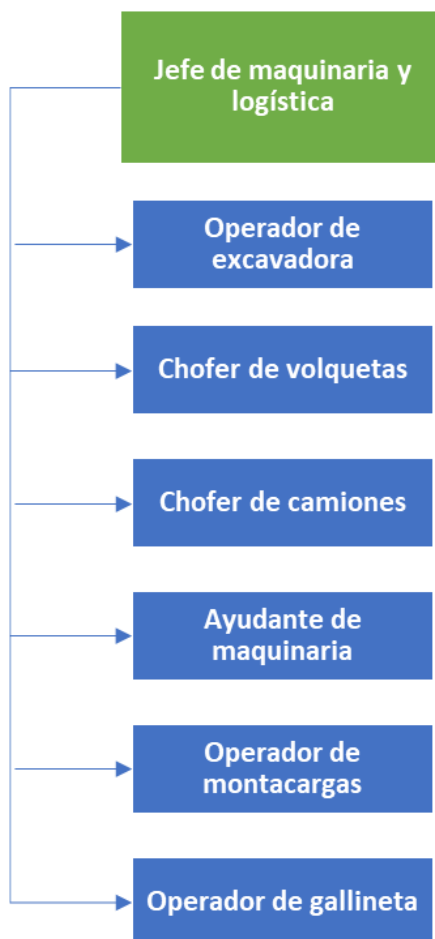 Jefe de maquinaria y
logística
Operador de
excavadora
Chofer de volquetas
Chofer de camiones
Ayudante de
maquinaria
Operador de
montacargas
Operador de gallineta